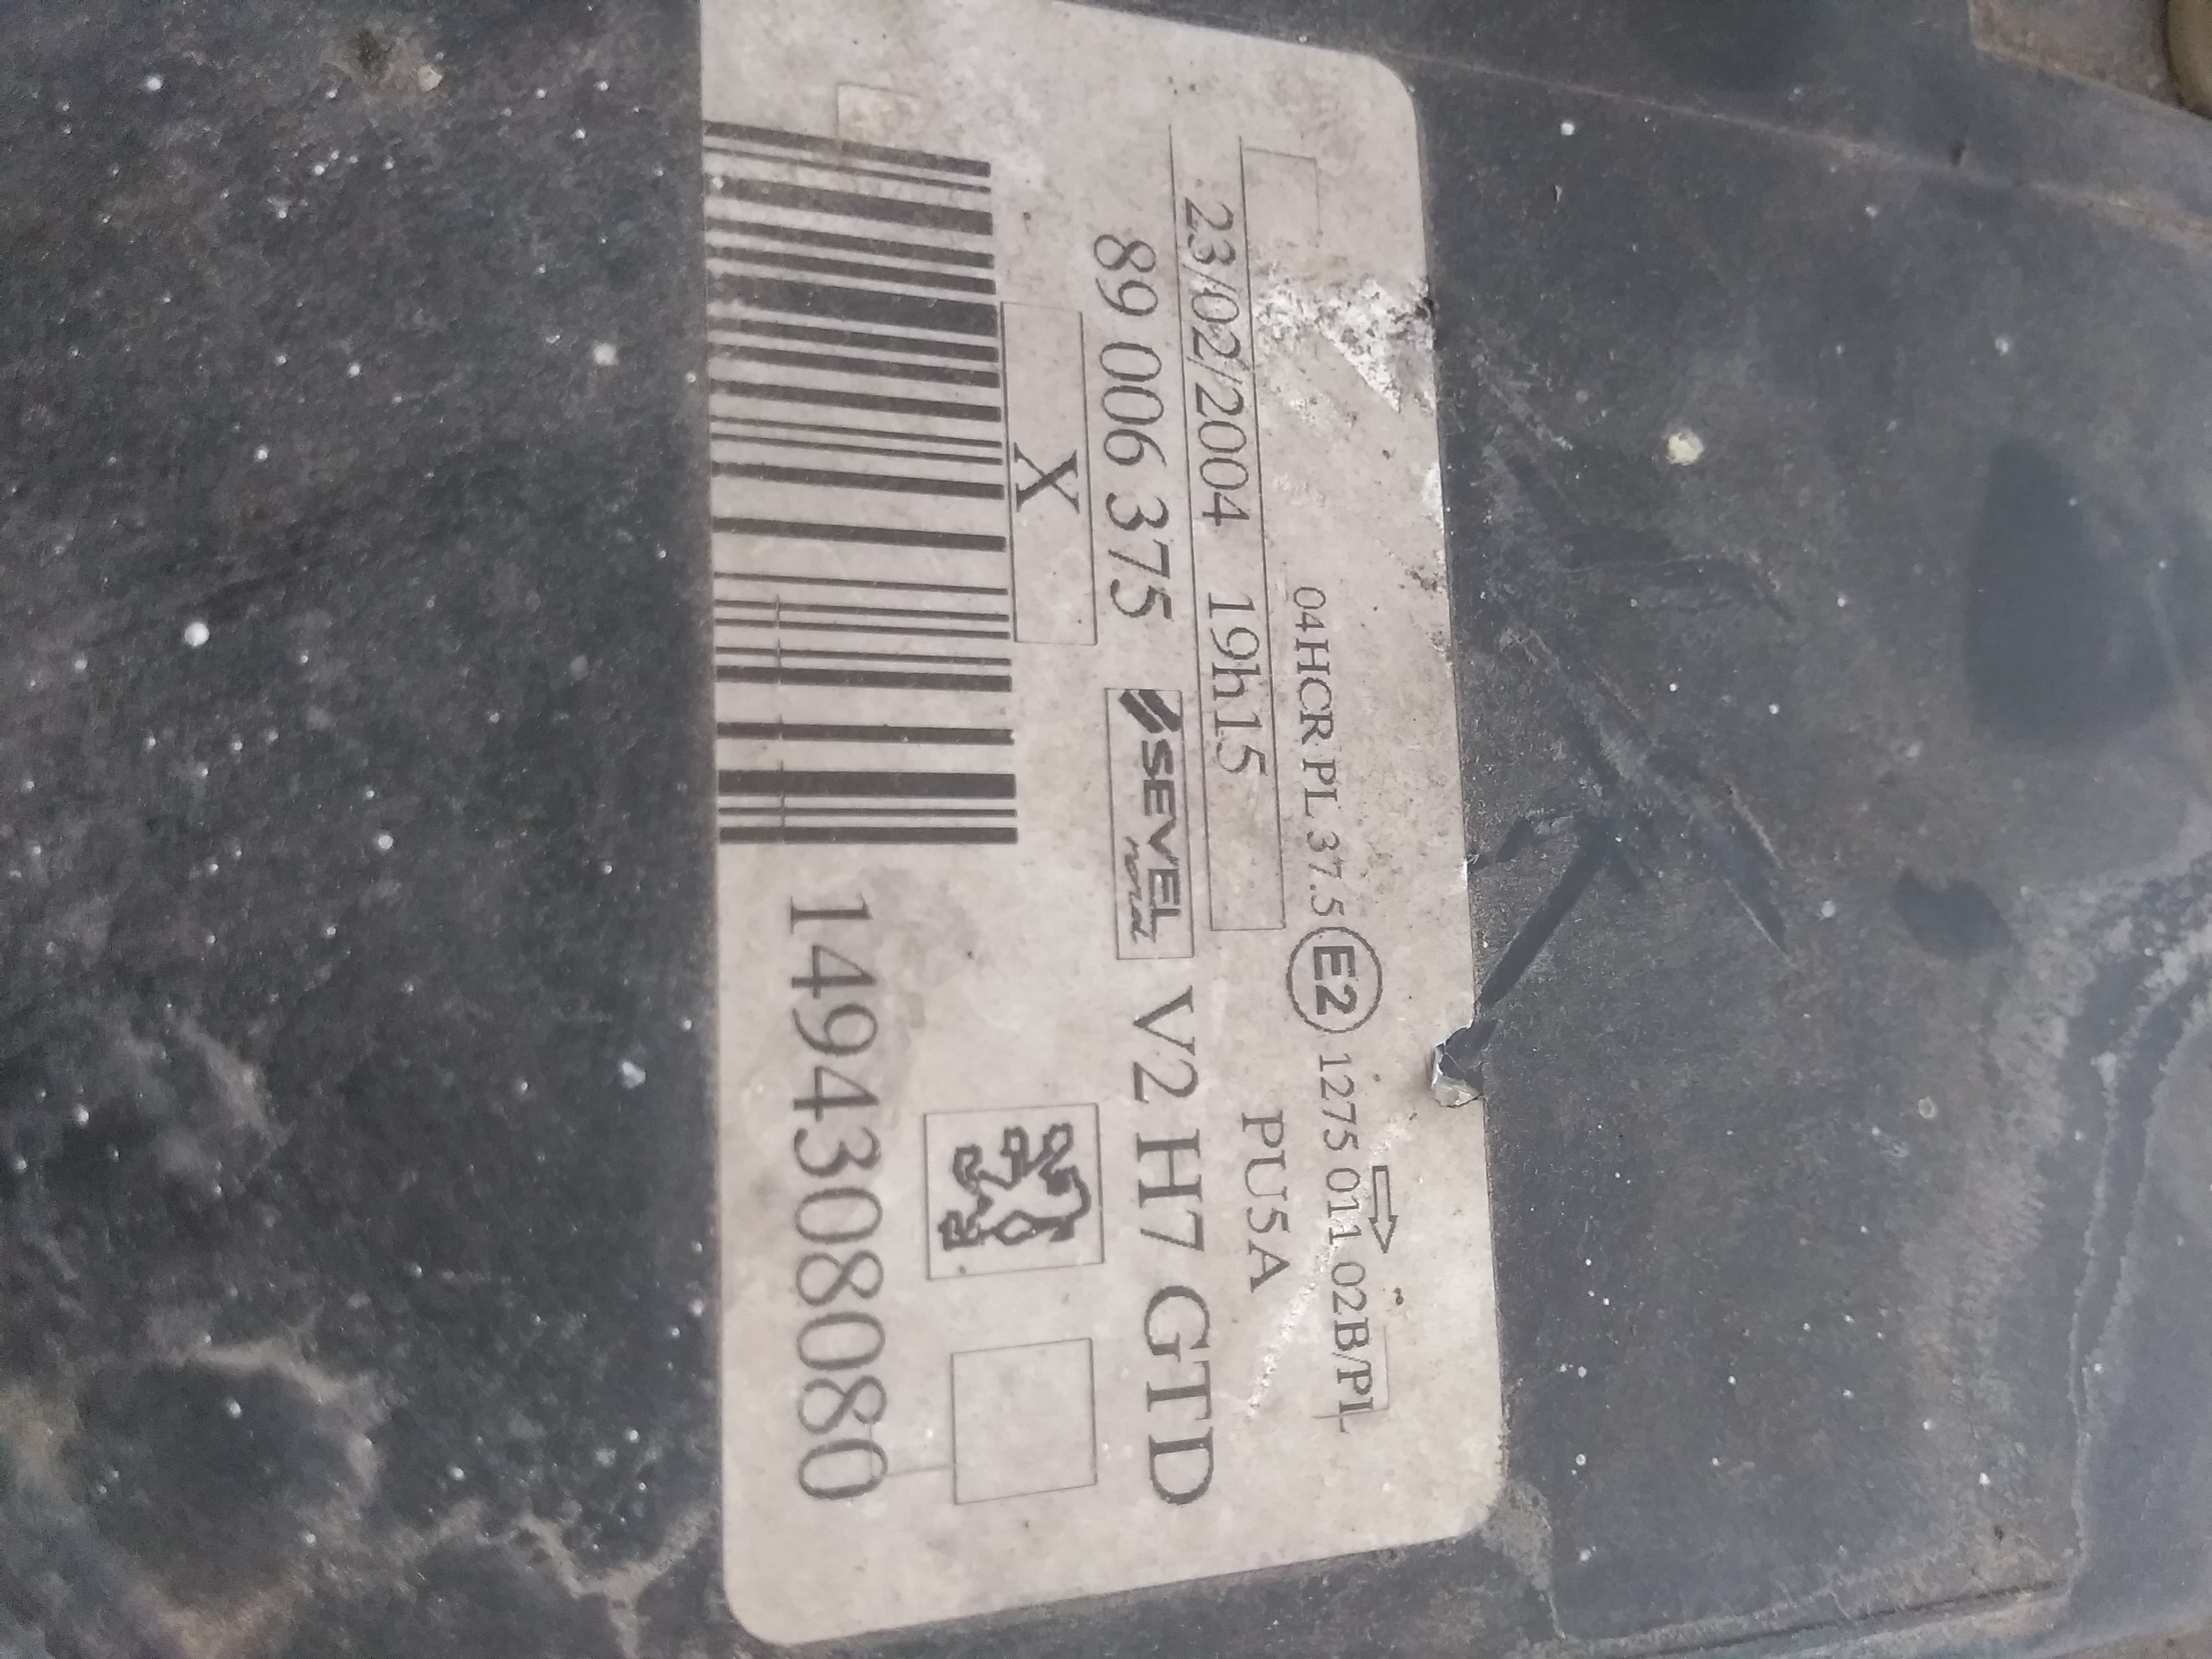 04HCR PL 37.5 E2 1275 011 02B/PL
23/02/2004 19h15 PU5A
89 006 375 SEVEL nord V2 H7 GTD
X
1494308080